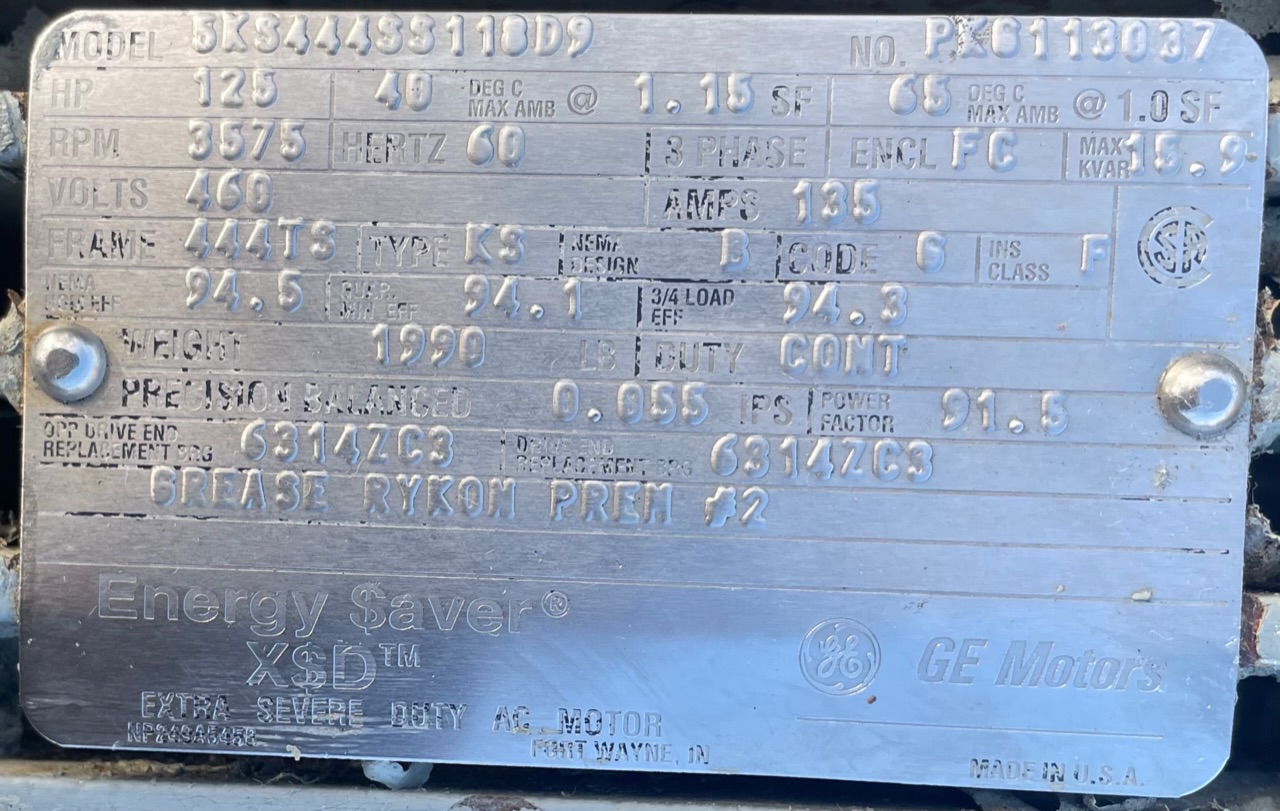 MODEL 5KS444SS118D9 NO. PKG113037
HP 125 40 DEG C MAX AMB @ 1.15 SF 65 DEG C MAX AMB @ 1.0 SF
RPM 3575 HERTZ 60 3 PHASE ENCL FC MAX KVAR 15.9
VOLTS 460 AMPS 135
FRAME 444TS TYPE KS NEMA DESIGN B CODE G INS CLASS F
NEMA NOM EFF 94.5 GUAR. MIN EFF 94.1 3/4 LOAD EFF 94.3
WEIGHT 1990 LB DUTY CONT
PRECISION BALANCED 0.055 IPS POWER FACTOR 91.5
OPP DRIVE END REPLACEMENT BRG 6314ZC3 DRIVE END REPLACEMENT BRG 6314ZC3
GREASE RYKON PREM #2
Energy $aver®
X$D™
GE GE Motors
EXTRA SEVERE DUTY AC MOTOR
FORT WAYNE, IN
MADE IN U.S.A.